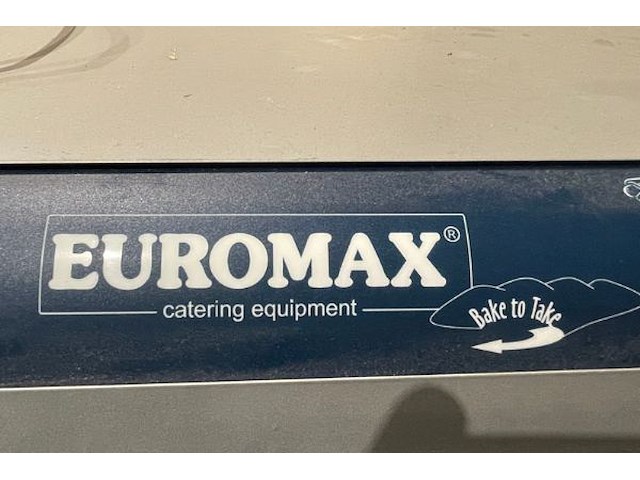 EUROMAX®
catering equipment
Bake to Take